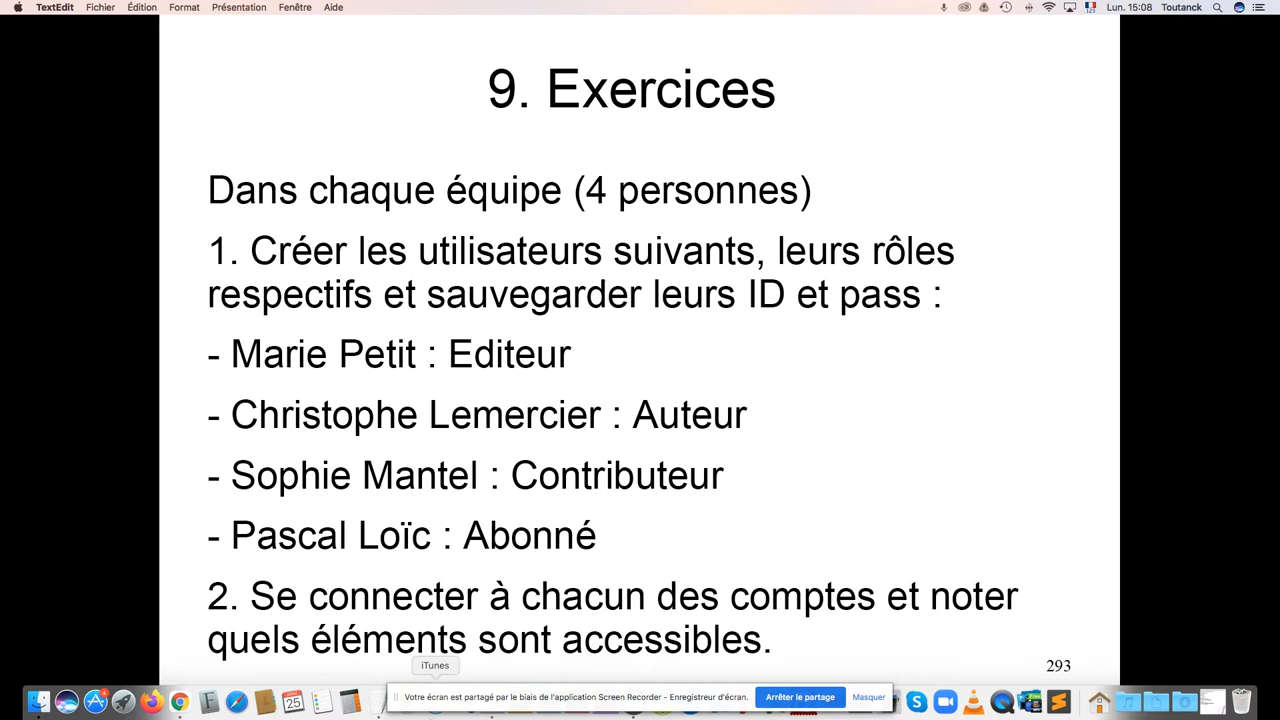 TextEdit Fichier Édition Format Présentation Fenêtre Aide Lun. 15:08 Toutanck
9. Exercices
Dans chaque équipe (4 personnes)
1. Créer les utilisateurs suivants, leurs rôles
respectifs et sauvegarder leurs ID et pass :
- Marie Petit : Editeur
- Christophe Lemercier : Auteur
- Sophie Mantel : Contributeur
- Pascal Loïc : Abonné
2. Se connecter à chacun des comptes et noter
quels éléments sont accessibles.
293
iTunes
Votre écran est partagé par le biais de l'application Screen Recorder - Enregistreur d'écran. Arrêter le partage Masquer
25